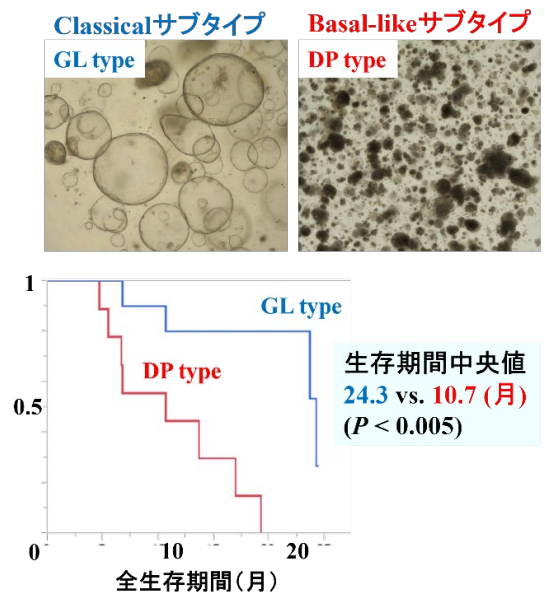 Classicalサブタイプ
GL type
Basal-likeサブタイプ
DP type
1
GL type
DP type
0.5
生存期間中央値
24.3 vs. 10.7 (月)
(P < 0.005)
0
10
20
全生存期間(月)